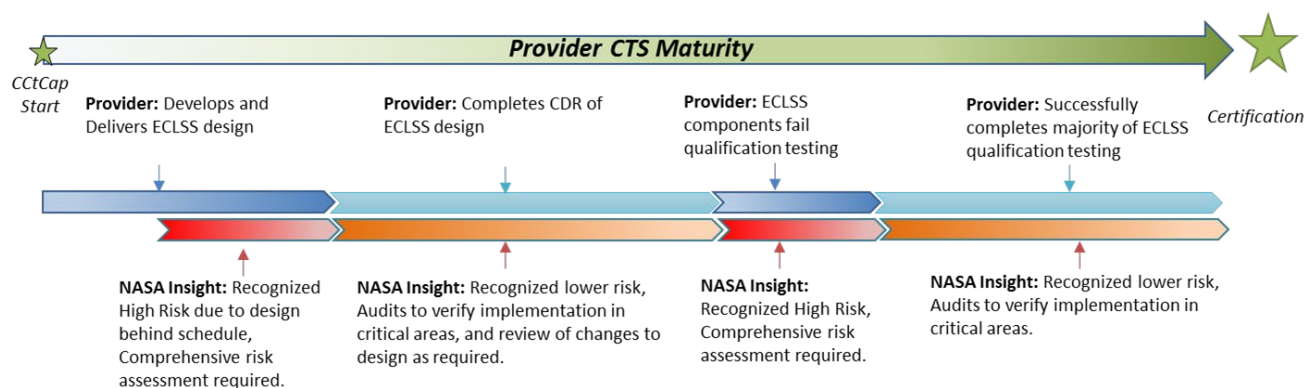 Provider CTS Maturity
CCtCap
Start
Certification
Provider: Develops and
Delivers ECLSS design
Provider: Completes CDR of
ECLSS design
Provider: ECLSS
components fail
qualification testing
Provider: Successfully
completes majority of ECLSS
qualification testing
NASA Insight: Recognized
High Risk due to design
behind schedule,
Comprehensive risk
assessment required.
NASA Insight: Recognized lower risk,
Audits to verify implementation in
critical areas, and review of changes to
design as required.
NASA Insight:
Recognized High Risk,
Comprehensive risk
assessment required.
NASA Insight: Recognized lower risk,
Audits to verify implementation in
critical areas.